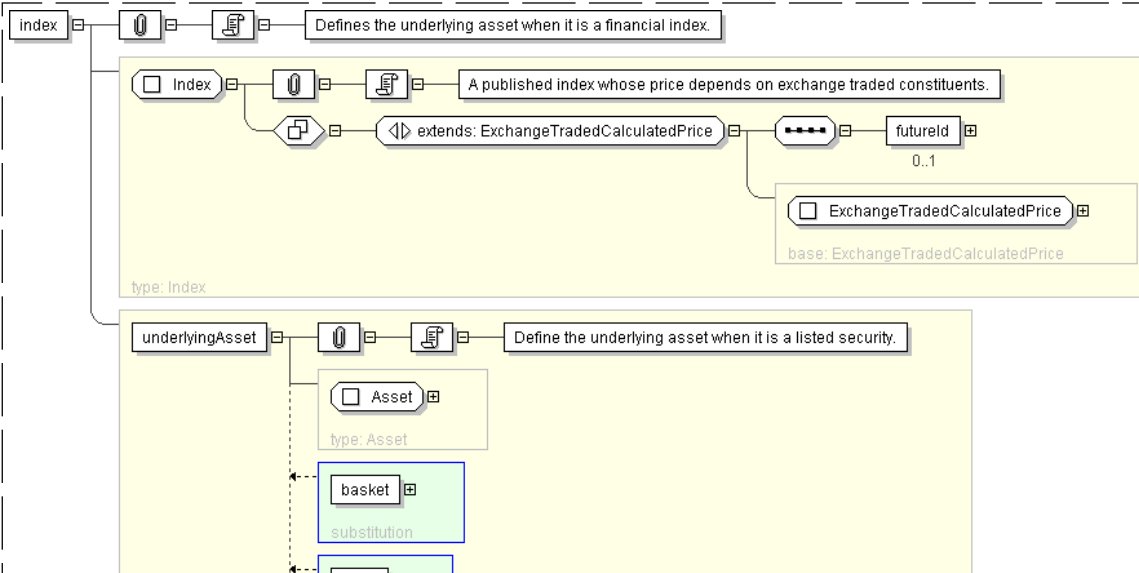 index
Defines the underlying asset when it is a financial index.
Index
A published index whose price depends on exchange traded constituents.
extends: ExchangeTradedCalculatedPrice
futureId
0..1
ExchangeTradedCalculatedPrice
base: ExchangeTradedCalculatedPrice
type: Index
underlyingAsset
Define the underlying asset when it is a listed security.
Asset
type: Asset
basket
substitution